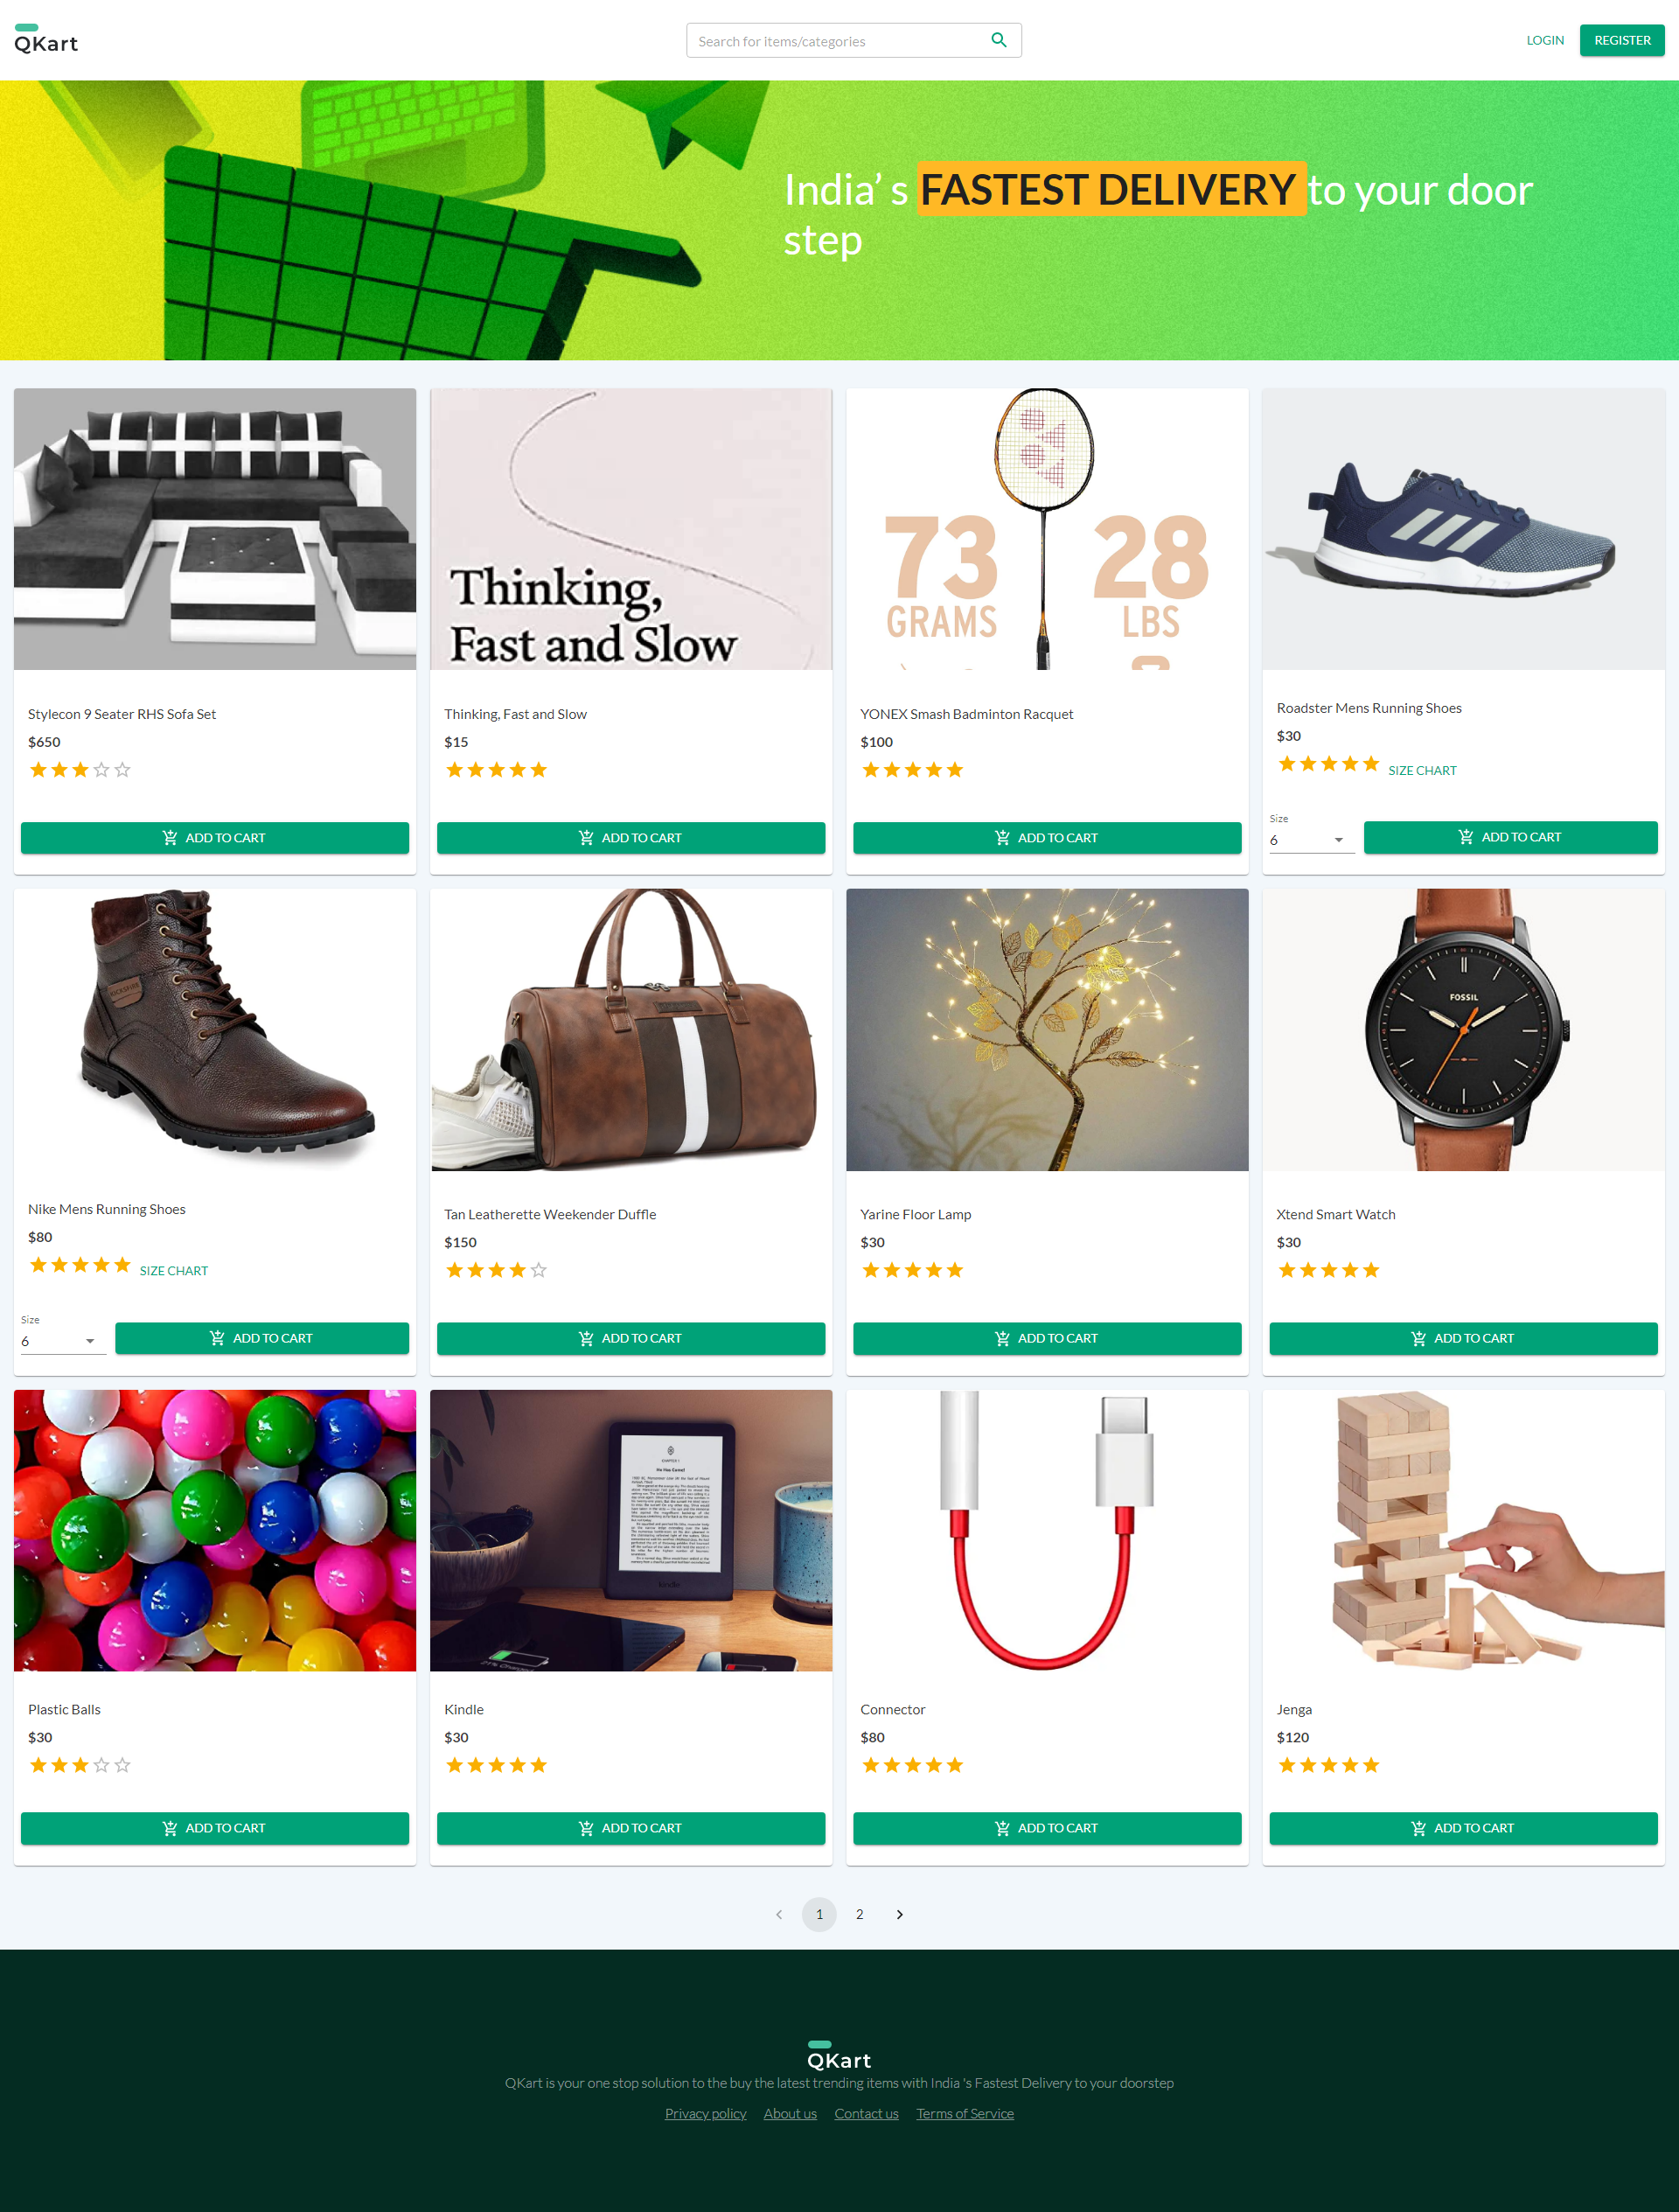 QKart
Search for items/categories
LOGIN
REGISTER
India’ s FASTEST DELIVERY to your door
step
Thinking,
Fast and Slow
73
GRAMS
28
LBS
Stylecon 9 Seater RHS Sofa Set
$650
ADD TO CART
Thinking, Fast and Slow
$15
ADD TO CART
YONEX Smash Badminton Racquet
$100
ADD TO CART
Roadster Mens Running Shoes
$30
SIZE CHART
Size
6
ADD TO CART
FOSSIL
Nike Mens Running Shoes
$80
SIZE CHART
Size
6
ADD TO CART
Tan Leatherette Weekender Duffle
$150
ADD TO CART
Yarine Floor Lamp
$30
ADD TO CART
Xtend Smart Watch
$30
ADD TO CART
CHAPTER 1
kindle
Plastic Balls
$30
ADD TO CART
Kindle
$30
ADD TO CART
Connector
$80
ADD TO CART
Jenga
$120
ADD TO CART
1
2
QKart
QKart is your one stop solution to the buy the latest trending items with India 's Fastest Delivery to your doorstep
Privacy policy
About us
Contact us
Terms of Service